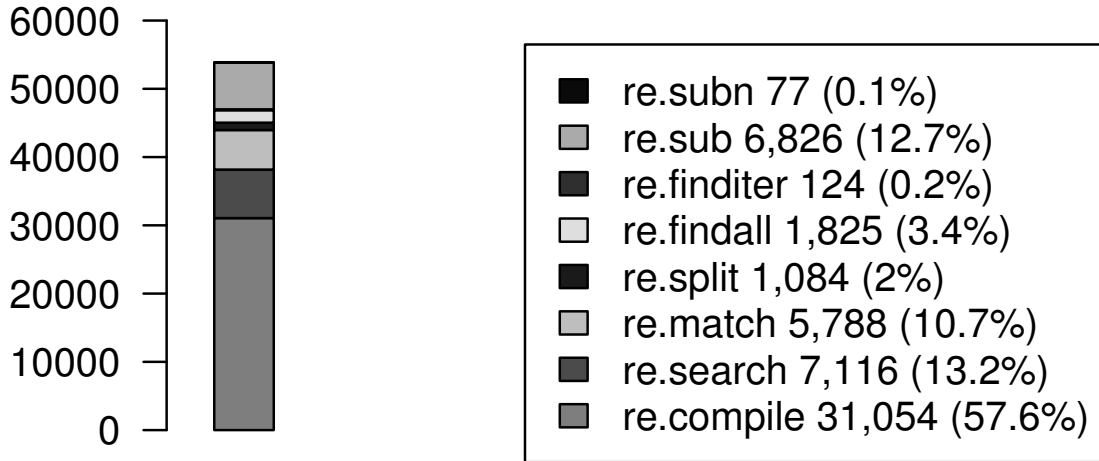 60000
50000
40000
30000
20000
10000
0
re.subn 77 (0.1%)
re.sub 6,826 (12.7%)
re.finditer 124 (0.2%)
re.findall 1,825 (3.4%)
re.split 1,084 (2%)
re.match 5,788 (10.7%)
re.search 7,116 (13.2%)
re.compile 31,054 (57.6%)